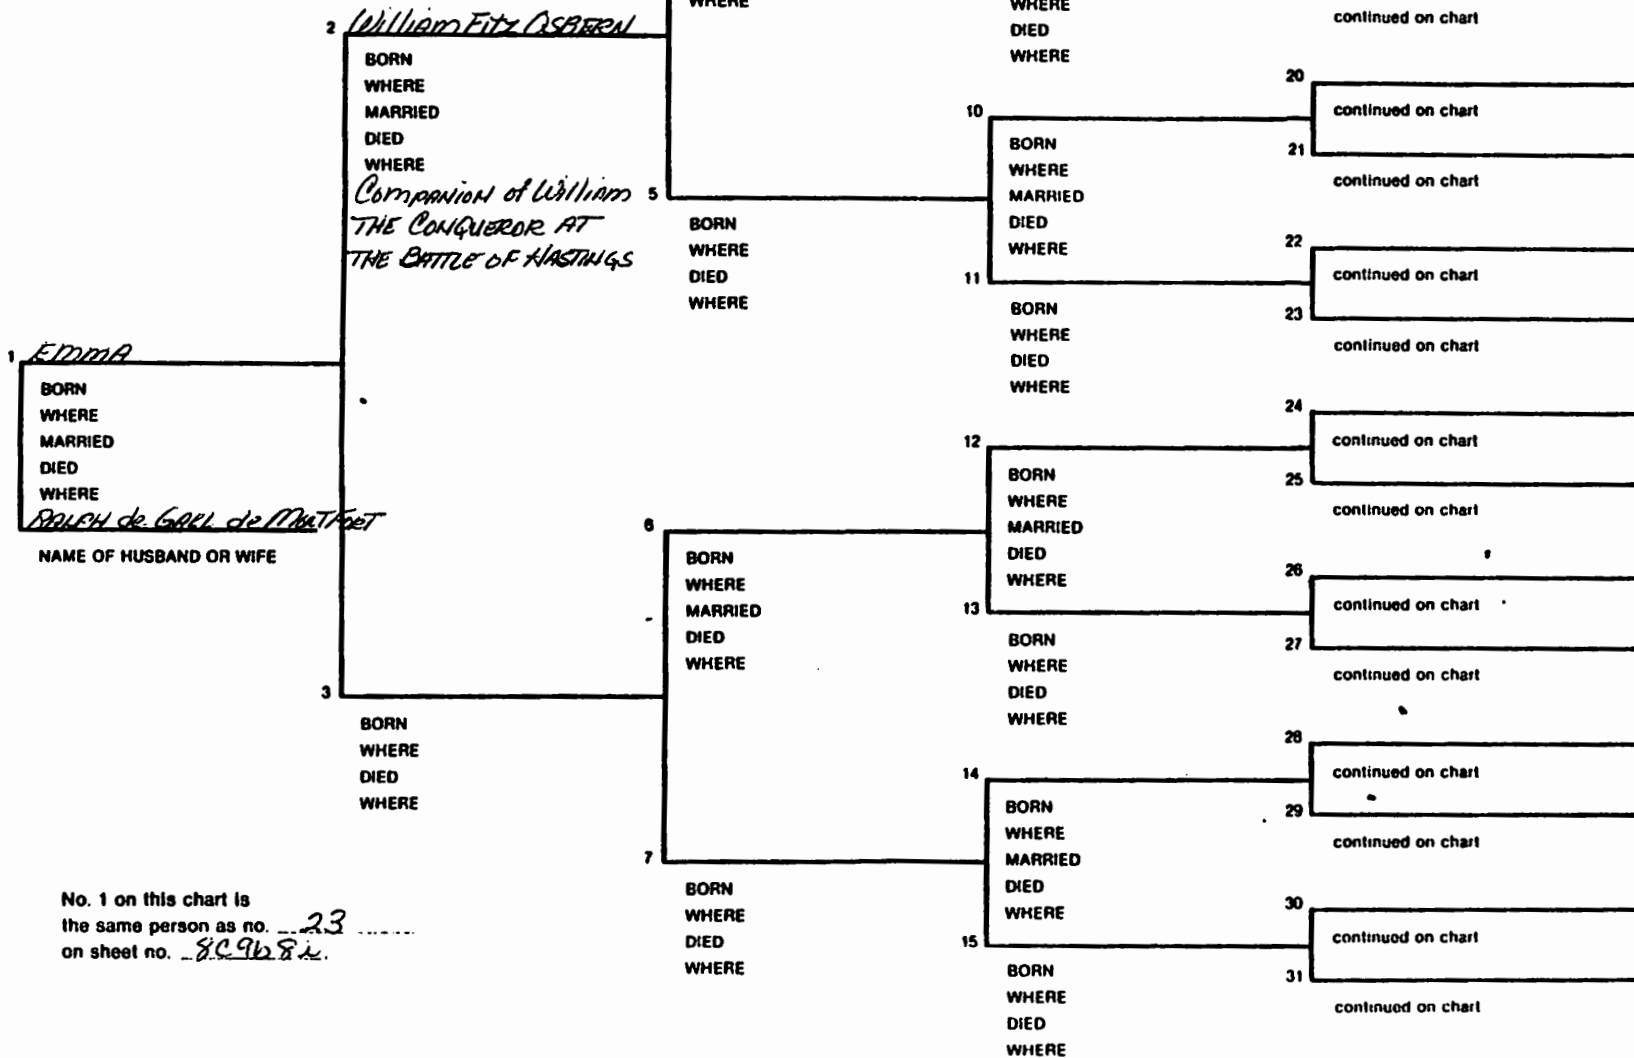 WHERE
WHERE
DIED
WHERE
continued on chart
2 William Fitz Osbern
BORN
WHERE
MARRIED
DIED
WHERE
Companion of William
THE CONQUEROR AT
THE BATTLE OF HASTINGS
5
BORN
WHERE
DIED
WHERE
10
BORN
WHERE
MARRIED
DIED
WHERE
11
BORN
WHERE
DIED
WHERE
20
continued on chart
21
continued on chart
22
continued on chart
23
continued on chart
1 EMMA
BORN
WHERE
MARRIED
DIED
WHERE
RALPH de GAEL de MontFort
NAME OF HUSBAND OR WIFE
3
BORN
WHERE
DIED
WHERE
6
BORN
WHERE
MARRIED
DIED
WHERE
7
BORN
WHERE
DIED
WHERE
12
BORN
WHERE
MARRIED
DIED
WHERE
13
BORN
WHERE
DIED
WHERE
14
BORN
WHERE
MARRIED
DIED
WHERE
15
BORN
WHERE
DIED
WHERE
24
continued on chart
25
continued on chart
26
continued on chart
27
continued on chart
28
continued on chart
29
continued on chart
30
continued on chart
31
continued on chart
No. 1 on this chart is
the same person as no. 23
on sheet no.